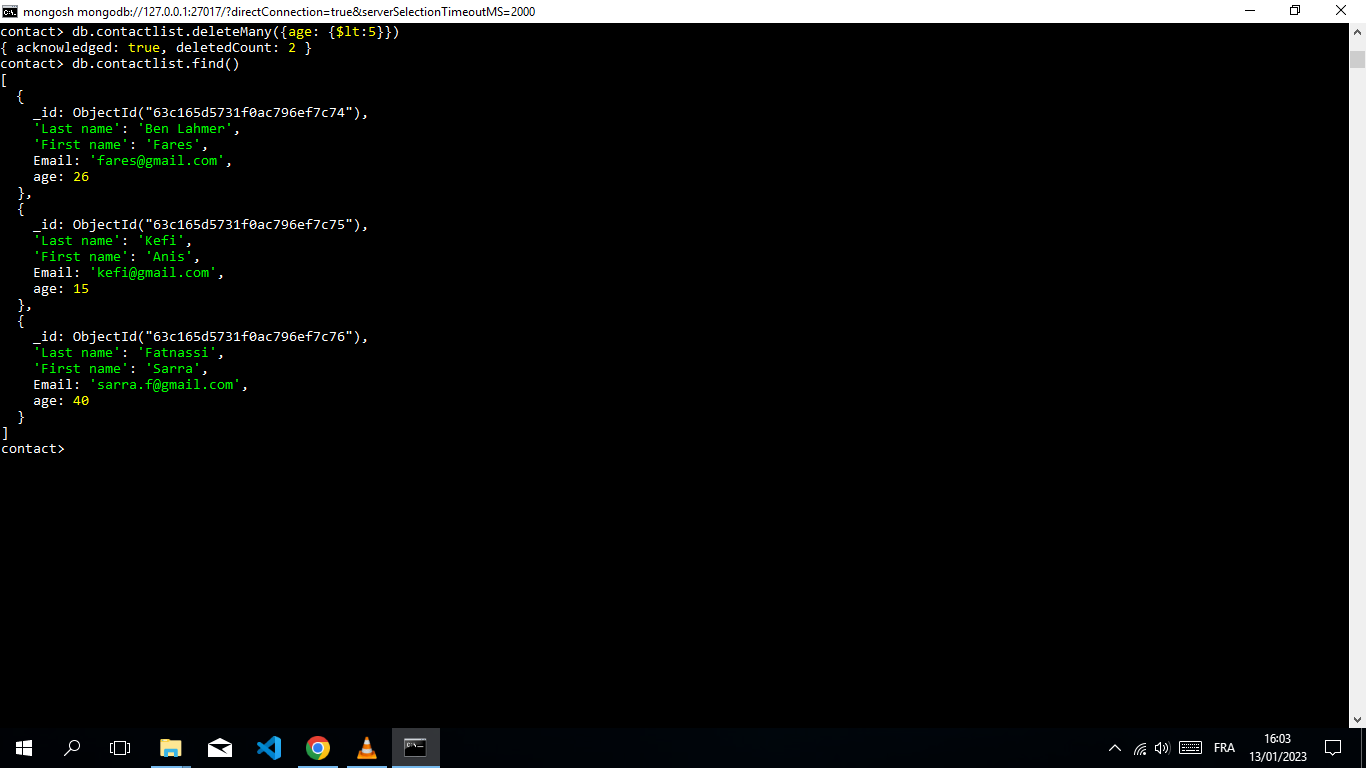 mongosh mongodb://127.0.0.1:27017/?directConnection=true&serverSelectionTimeoutMS=2000
contact> db.contactlist.deleteMany({age: {$lt:5}})
{ acknowledged: true, deletedCount: 2 }
contact> db.contactlist.find()
[
  {
    _id: ObjectId("63c165d5731f0ac796ef7c74"),
    'Last name': 'Ben Lahmer',
    'First name': 'Fares',
    Email: 'fares@gmail.com',
    age: 26
  },
  {
    _id: ObjectId("63c165d5731f0ac796ef7c75"),
    'Last name': 'Kefi',
    'First name': 'Anis',
    Email: 'kefi@gmail.com',
    age: 15
  },
  {
    _id: ObjectId("63c165d5731f0ac796ef7c76"),
    'Last name': 'Fatnassi',
    'First name': 'Sarra',
    Email: 'sarra.f@gmail.com',
    age: 40
  }
]
contact>
FRA
16:03
13/01/2023